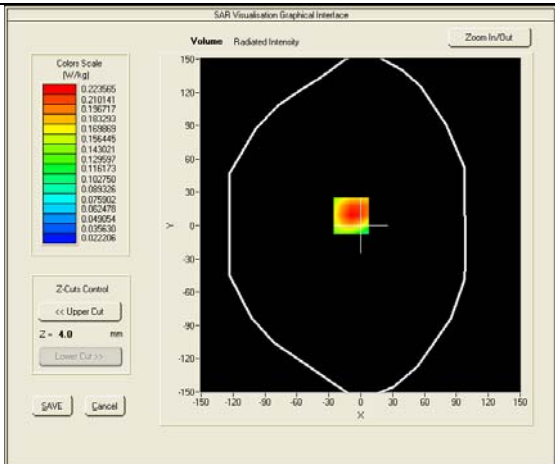 SAR Visualisation Graphical Interface
Volume Radiated Intensity
Zoom In/Out
Colors Scale
(W/kg)
0.223565
0.210141
0.196717
0.183293
0.169869
0.156445
0.143021
0.129597
0.116173
0.102750
0.089326
0.075902
0.062478
0.049054
0.035630
0.022206
Z-Cuts Control
<< Upper Cut
Z = 4.0 mm
Lower Cut >>
SAVE Cancel
150
120
90
60
30
0
-30
-60
-90
-120
-150
Y
-150 -120 -90 -60 -30 0 30 60 90 120 150
X